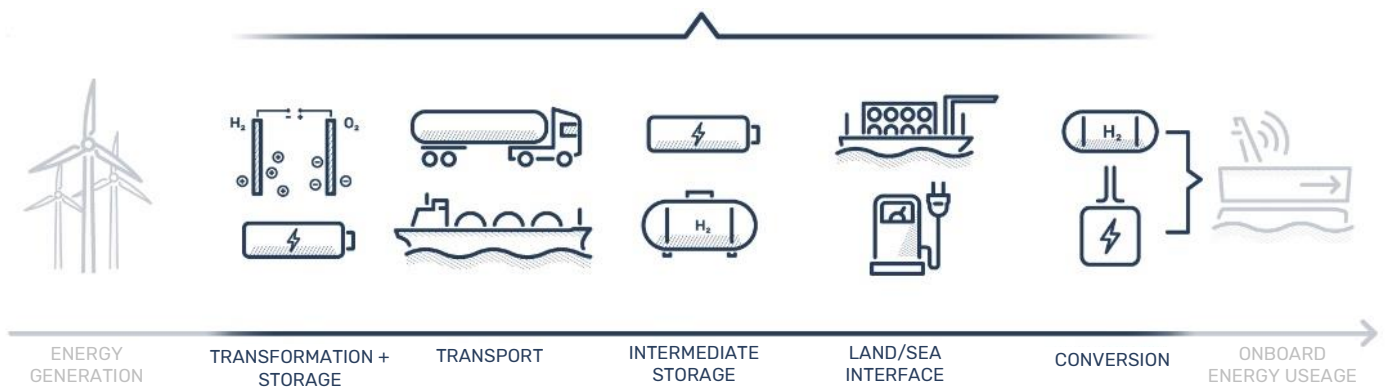 H₂
O₂
H₂
H₂
ENERGY
GENERATION
TRANSFORMATION +
STORAGE
TRANSPORT
INTERMEDIATE
STORAGE
LAND/SEA
INTERFACE
CONVERSION
ONBOARD
ENERGY USEAGE